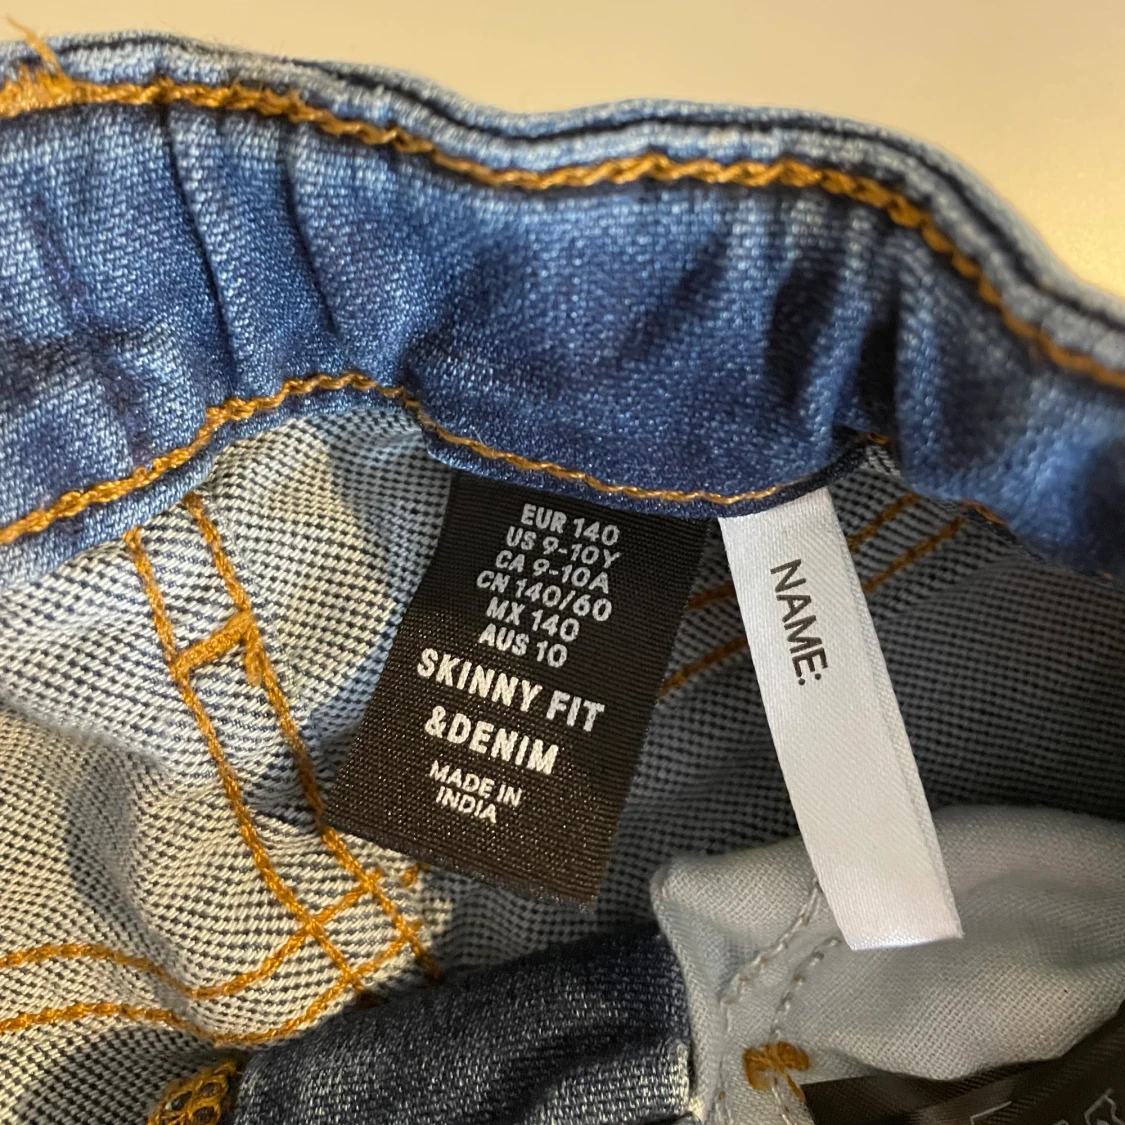 EUR 140
US 9-10Y
CA 9-10A
CN 140/60
MX 140
AUS 10
SKINNY FIT
&DENIM
MADE IN
INDIA
NAME: